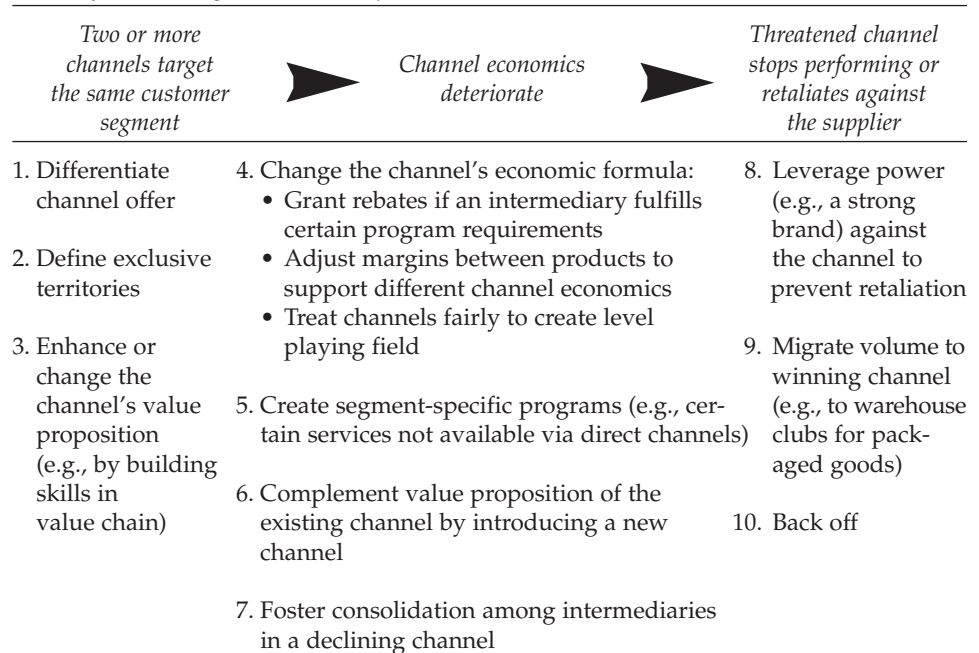 Two or more
channels target
the same customer
segment
Channel economics
deteriorate
Threatened channel
stops performing or
retaliates against
the supplier
1. Differentiate
channel offer
2. Define exclusive
territories
3. Enhance or
change the
channel's value
proposition
(e.g., by building
skills in
value chain)
4. Change the channel's economic formula:
• Grant rebates if an intermediary fulfills
certain program requirements
• Adjust margins between products to
support different channel economics
• Treat channels fairly to create level
playing field
5. Create segment-specific programs (e.g., cer-
tain services not available via direct channels)
6. Complement value proposition of the
existing channel by introducing a new
channel
7. Foster consolidation among intermediaries
in a declining channel
8. Leverage power
(e.g., a strong
brand) against
the channel to
prevent retaliation
9. Migrate volume to
winning channel
(e.g., to warehouse
clubs for pack-
aged goods)
10. Back off